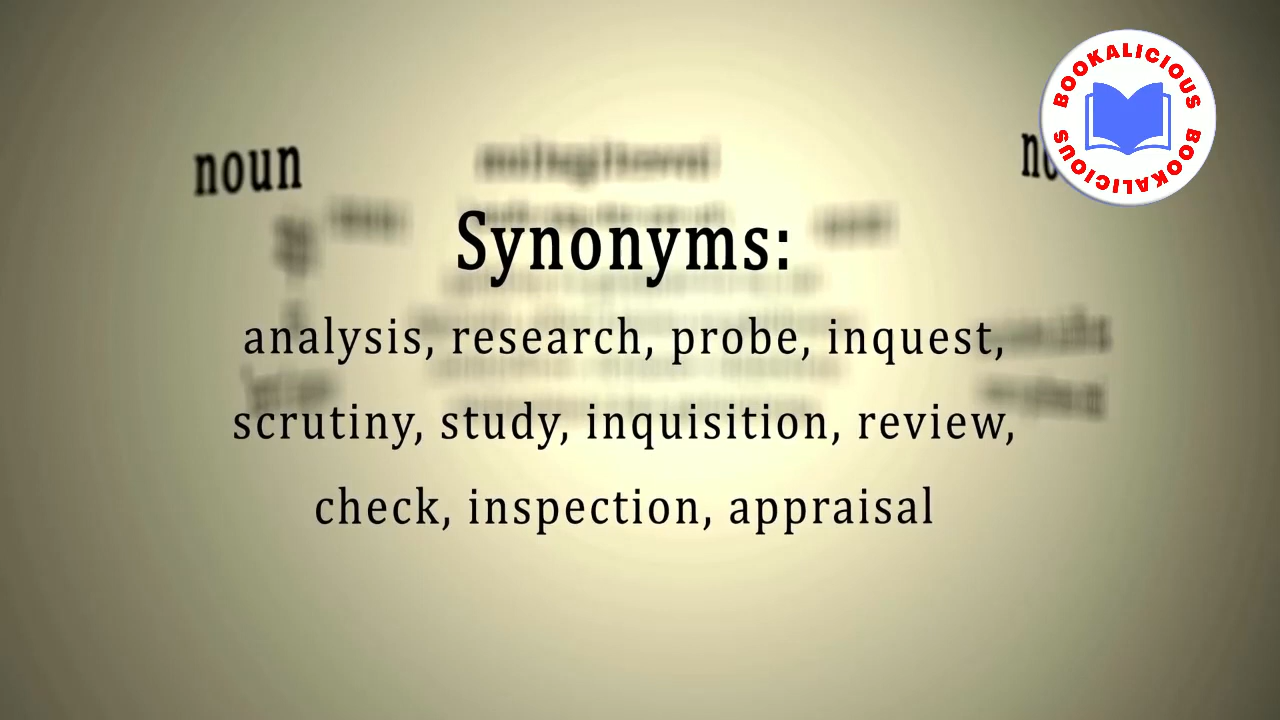 BOOKALICIOUS BOOKALICIOUS
noun
Synonyms:
analysis, research, probe, inquest,
scrutiny, study, inquisition, review,
check, inspection, appraisal